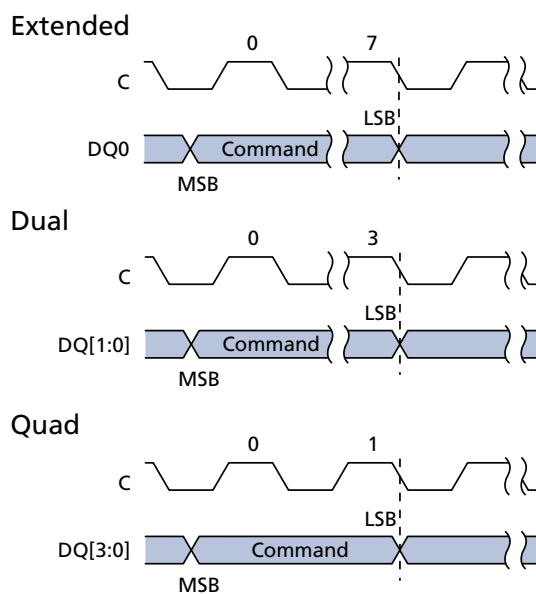 Extended
0 7
C
LSB
DQ0 Command
MSB
Dual
0 3
C
LSB
DQ[1:0] Command
MSB
Quad
0 1
C
LSB
DQ[3:0] Command
MSB